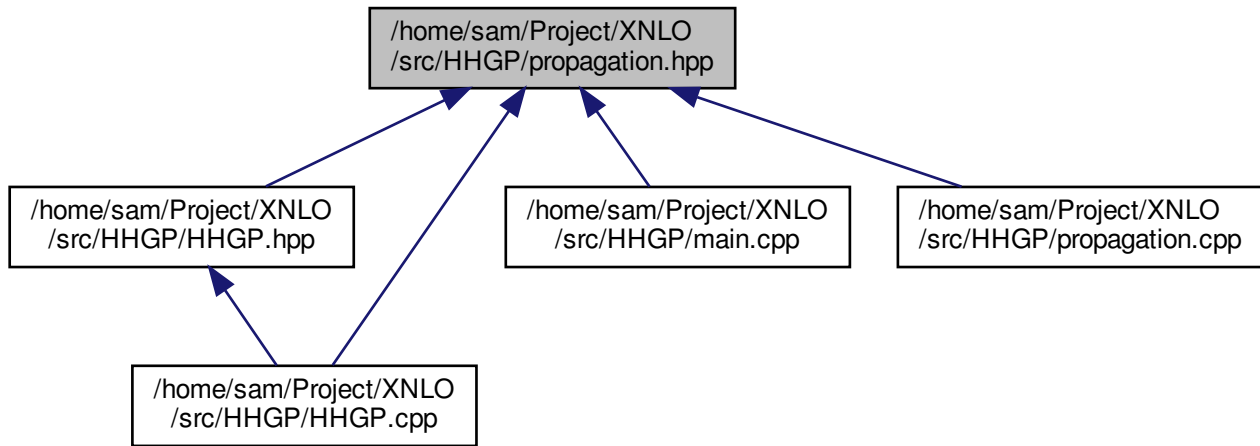 /home/sam/Project/XNLO
/src/HHGP/propagation.hpp
/home/sam/Project/XNLO
/src/HHGP/HHGP.hpp
/home/sam/Project/XNLO
/src/HHGP/main.cpp
/home/sam/Project/XNLO
/src/HHGP/propagation.cpp
/home/sam/Project/XNLO
/src/HHGP/HHGP.cpp